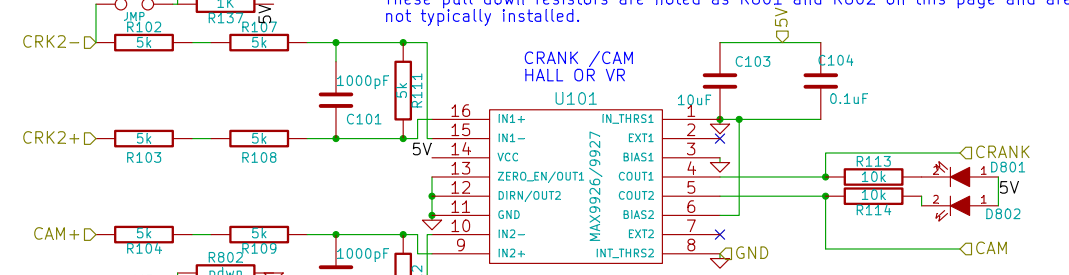 These pull down resistors are noted as R801 and R802 on this page and are
not typically installed.
JMP
1K
R137
5V
5V
CRK2-
R102
5k
R107
5k
CRANK /CAM
HALL OR VR
C103
10uF
C104
0.1uF
1000pF
C101
5k
R111
U101
MAX9926/9927
16 IN1+
15 IN1-
14 VCC
13 ZERO_EN/OUT1
12 DIRN/OUT2
11 GND
10 IN2-
9 IN2+
IN_THRS1 1
EXT1 2
BIAS1 3
COUT1 4
COUT2 5
BIAS2 6
EXT2 7
INT_THRS2 8
CRK2+
5k
R103
5k
R108
5V
CRANK
R113
10k
2 1
D801
5V
10k
R114
2 1
D802
CAM
GND
CAM+
5k
R104
5k
R109
1000pF
R802
pdwn
2